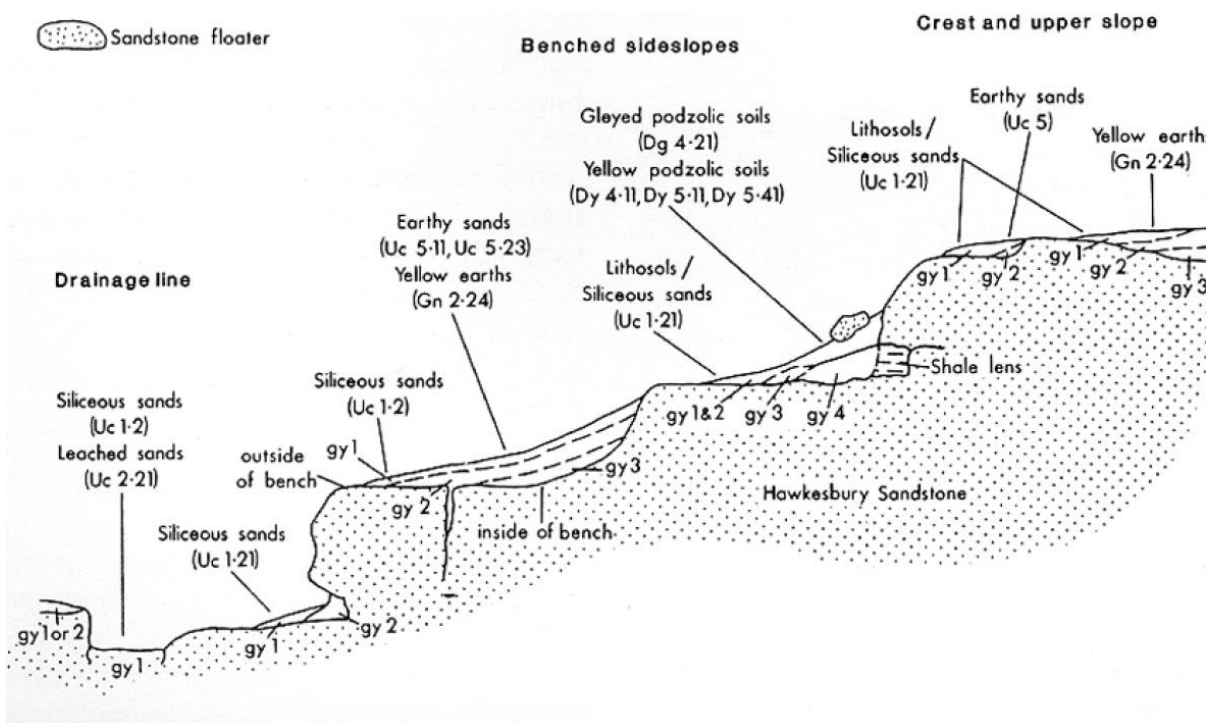 Sandstone floater
Benched sideslopes
Crest and upper slope
Drainage line
Earthy sands
(Uc 5)
Yellow earths
(Gn 2·24)
Lithosols/
Siliceous sands
(Uc 1·21)
Gleyed podzolic soils
(Dg 4·21)
Yellow podzolic soils
(Dy 4·11, Dy 5·11, Dy 5·41)
Earthy sands
(Uc 5·11, Uc 5·23)
Yellow earths
(Gn 2·24)
Lithosols/
Siliceous sands
(Uc 1·21)
Siliceous sands
(Uc 1·2)
Siliceous sands
(Uc 1·2)
Leached sands
(Uc 2·21)
Siliceous sands
(Uc 1·21)
gy 1
gy 2
gy 1
gy 2
gy 3
Shale lens
gy 1&2
gy 3
gy 4
gy 1
outside
of bench
gy 2
gy 3
inside of bench
Hawkesbury Sandstone
gy 1 or 2
gy 1
gy 1
gy 2